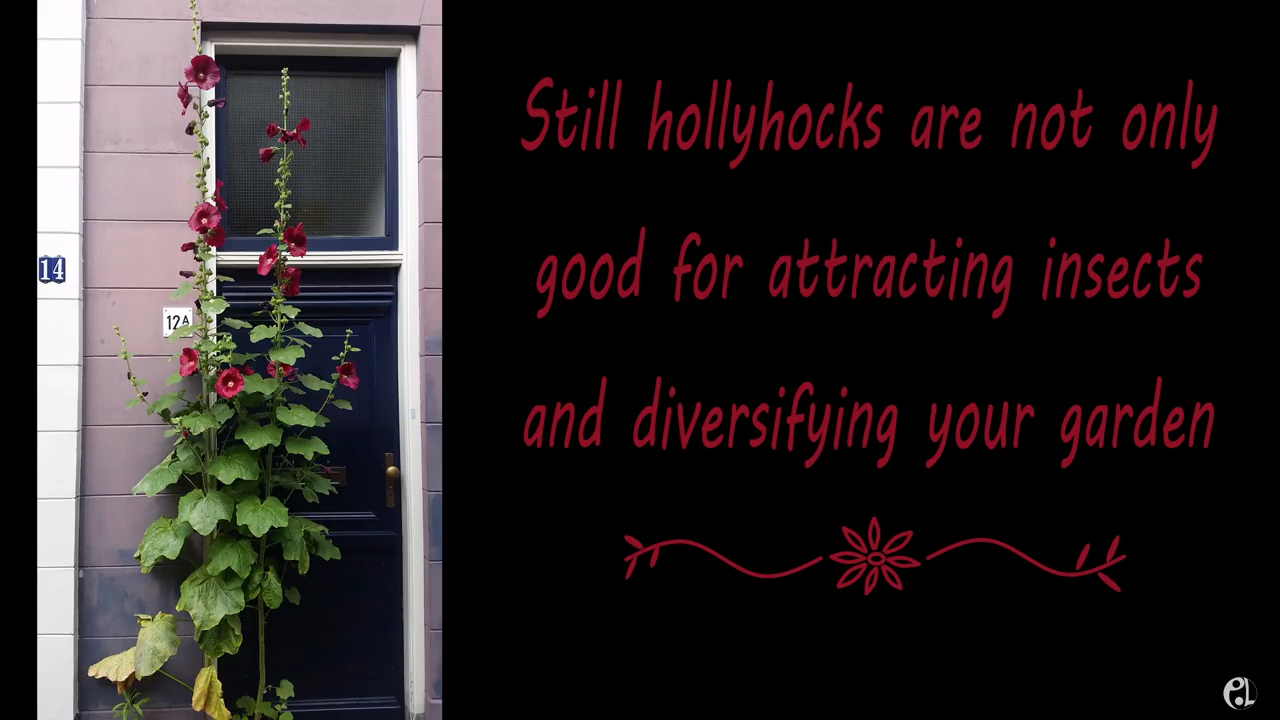 14
12A
Still hollyhocks are not only
good for attracting insects
and diversifying your garden